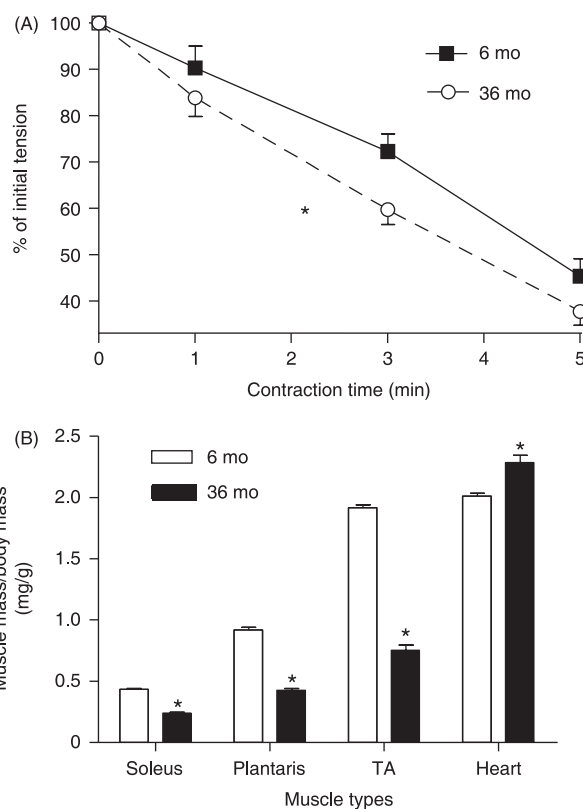 (A)
100
90
80
70
60
50
40
% of initial tension
6 mo
36 mo
*
0
1
2
3
4
5
Contraction time (min)
(B)
2.5
2.0
1.5
1.0
0.5
0
Muscle mass/body mass
(mg/g)
6 mo
36 mo
*
*
*
*
Soleus
Plantaris
TA
Heart
Muscle types